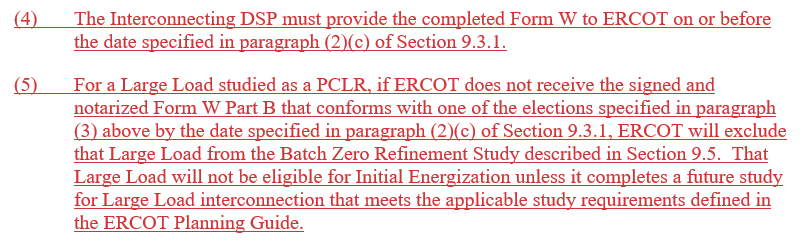 (4) The Interconnecting DSP must provide the completed Form W to ERCOT on or before
the date specified in paragraph (2)(c) of Section 9.3.1.
(5) For a Large Load studied as a PCLR, if ERCOT does not receive the signed and
notarized Form W Part B that conforms with one of the elections specified in paragraph
(3) above by the date specified in paragraph (2)(c) of Section 9.3.1, ERCOT will exclude
that Large Load from the Batch Zero Refinement Study described in Section 9.5. That
Large Load will not be eligible for Initial Energization unless it completes a future study
for Large Load interconnection that meets the applicable study requirements defined in
the ERCOT Planning Guide.